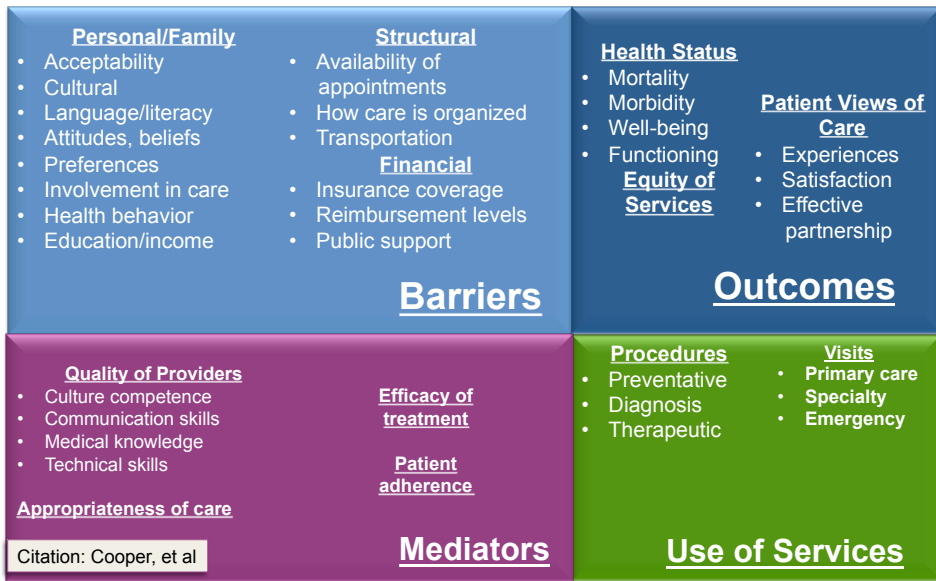 Personal/Family
• Acceptability
• Cultural
• Language/literacy
• Attitudes, beliefs
• Preferences
• Involvement in care
• Health behavior
• Education/income
Structural
• Availability of
appointments
• How care is organized
• Transportation
Financial
• Insurance coverage
• Reimbursement levels
• Public support
Barriers
Health Status
• Mortality
• Morbidity
• Well-being
• Functioning
Equity of
Services
Patient Views of
Care
• Experiences
• Satisfaction
• Effective
partnership
Outcomes
Quality of Providers
• Culture competence
• Communication skills
• Medical knowledge
• Technical skills
Appropriateness of care
Efficacy of
treatment
Patient
adherence
Citation: Cooper, et al
Mediators
Procedures
• Preventative
• Diagnosis
• Therapeutic
Visits
• Primary care
• Specialty
• Emergency
Use of Services